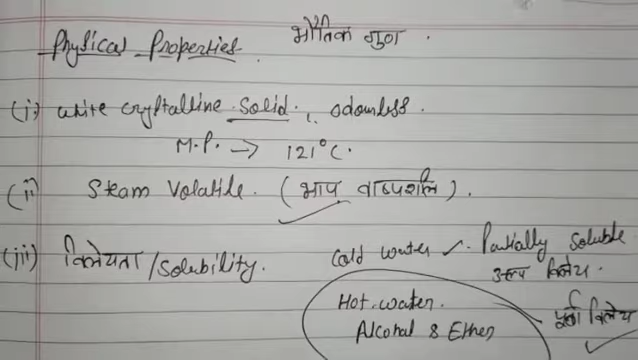 Physical Properties. भौतिक गुण.
(i) white crystalline solid, odourless.
M.P. → 121°C.
(ii) Steam Volatile. (भाप वाष्पशील).
(iii) विलेयता/Solubility. Cold water ✓. Partially soluble
अल्प विलेय.
Hot water. पूर्ण विलेय
Alcohol & Ether